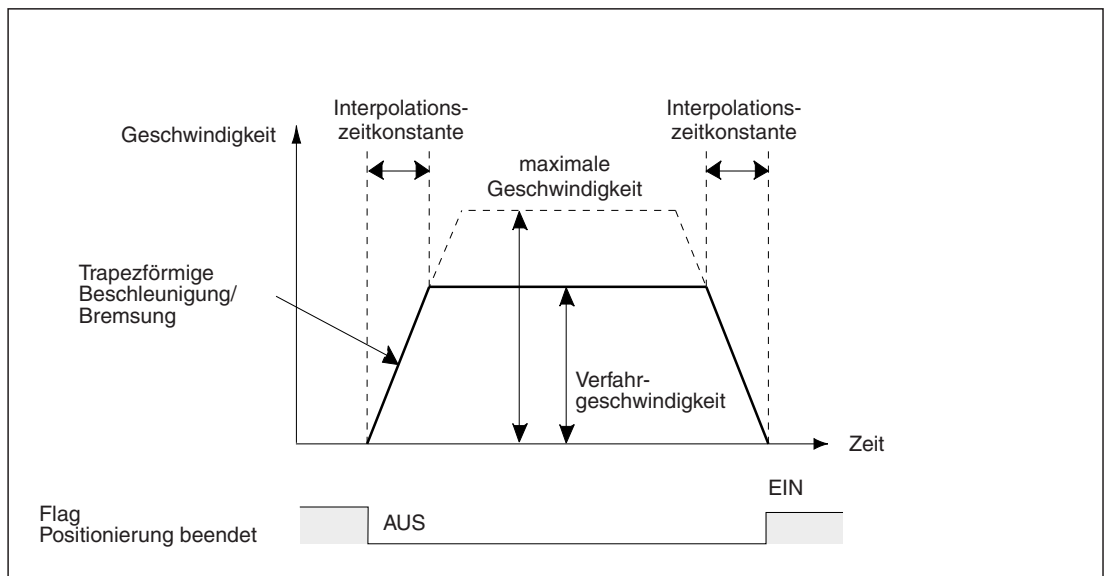 Interpolations-
zeitkonstante
Interpolations-
zeitkonstante
Geschwindigkeit
maximale
Geschwindigkeit
Trapezförmige
Beschleunigung/
Bremsung
Verfahr-
geschwindigkeit
Zeit
EIN
Flag
Positionierung beendet
AUS